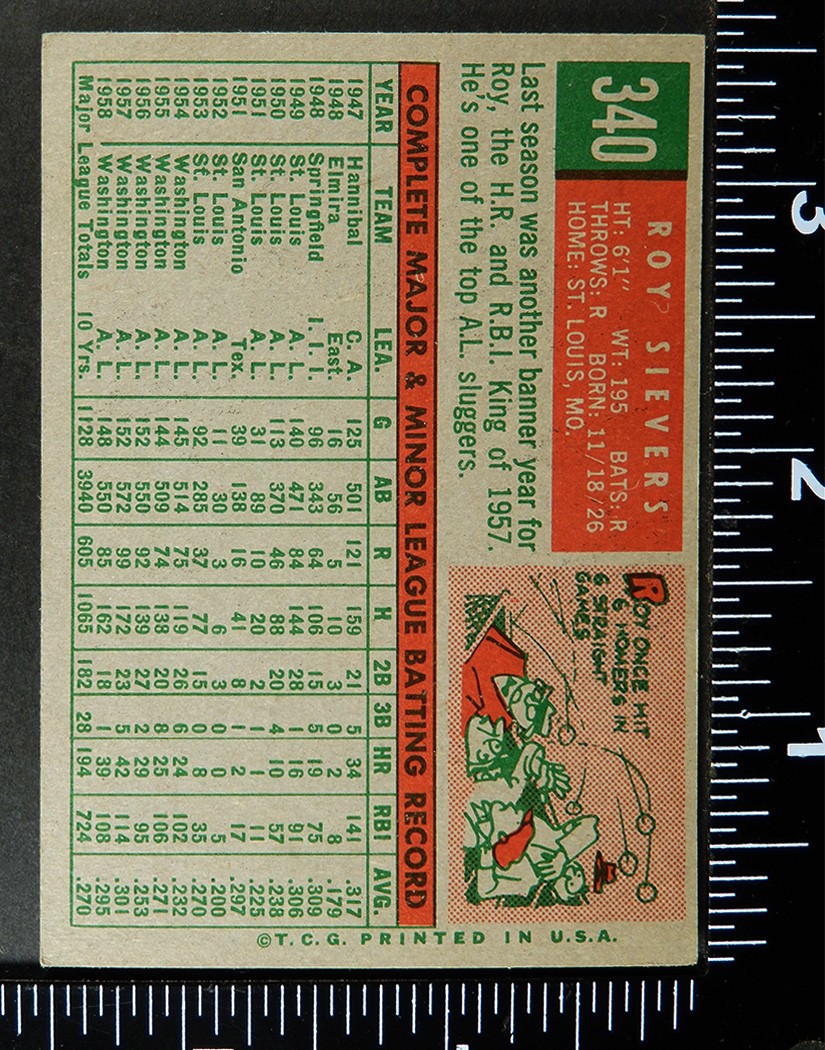 340
ROY SIEVERS
HT: 6'1" WT: 195 BATS: R
THROWS: R BORN: 11/18/26
HOME: ST. LOUIS, MO.
Last season was another banner year for
Roy, the H.R. and R.B.I. King of 1957.
He's one of the top A.L. sluggers.
ROY ONCE HIT
6 HOMERS IN
6 STRAIGHT
GAMES
COMPLETE MAJOR & MINOR LEAGUE BATTING RECORD
YEAR TEAM LEA. G AB R H 2B 3B HR RBI AVG.
1947 Hannibal C. A. 125 501 121 159 21 5 34 141 .317
1948 Elmira East. 16 56 5 10 3 0 2 8 .179
1948 Springfield I. I. I. 96 343 64 106 15 5 19 75 .309
1949 St. Louis A. L. 140 471 84 144 28 1 16 91 .306
1950 St. Louis A. L. 113 370 46 88 20 4 10 57 .238
1951 St. Louis A. L. 31 89 10 20 2 1 1 11 .225
1951 San Antonio Tex. 39 138 16 41 8 1 2 17 .297
1952 St. Louis A. L. 11 30 3 6 3 0 0 5 .200
1953 St. Louis A. L. 92 285 37 77 15 0 8 35 .270
1954 Washington A. L. 145 514 75 119 26 6 24 102 .232
1955 Washington A. L. 144 509 74 138 20 8 25 106 .271
1956 Washington A. L. 152 550 92 139 27 2 29 95 .253
1957 Washington A. L. 152 572 99 172 23 5 42 114 .301
1958 Washington A. L. 148 550 85 162 18 1 39 108 .295
Major League Totals 10 Yrs. 1128 3940 605 1065 182 28 194 724 .270
©T.C.G. PRINTED IN U.S.A.
3
2
1